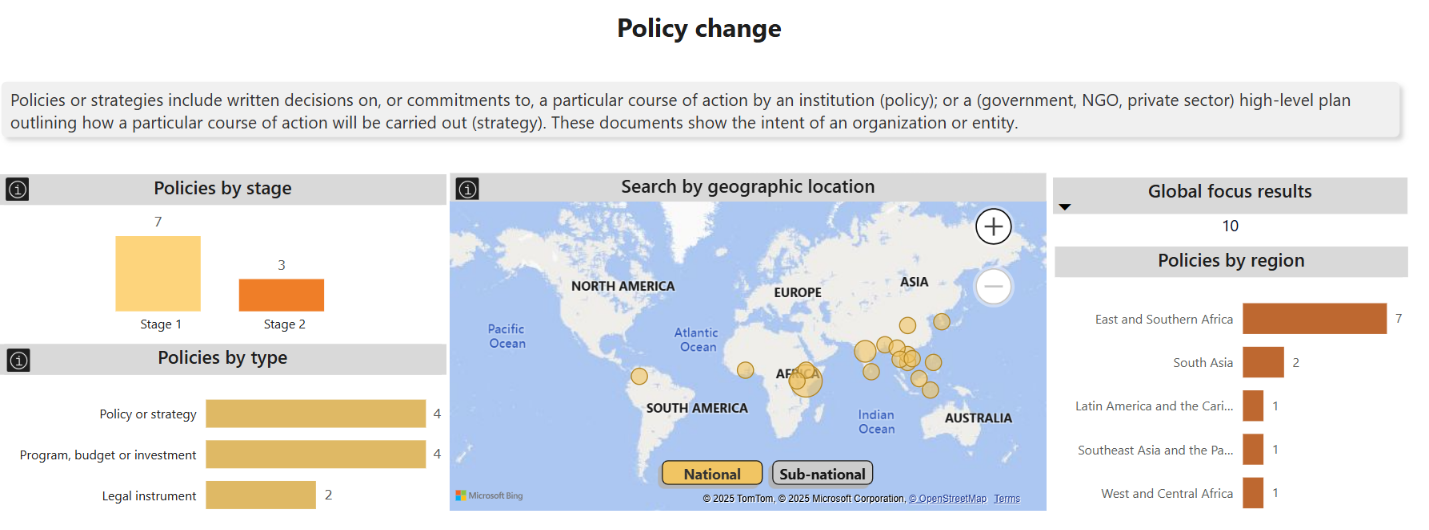 Policy change
Policies or strategies include written decisions on, or commitments to, a particular course of action by an institution (policy); or a (government, NGO, private sector) high-level plan
outlining how a particular course of action will be carried out (strategy). These documents show the intent of an organization or entity.
Policies by stage
7
3
Stage 1
Stage 2
Policies by type
Policy or strategy 4
Program, budget or investment 4
Legal instrument 2
Search by geographic location
NORTH AMERICA
EUROPE
ASIA
Pacific
Ocean
Atlantic
Ocean
AFRICA
SOUTH AMERICA
Indian
Ocean
AUSTRALIA
National
Sub-national
Microsoft Bing
© 2025 TomTom, © 2025 Microsoft Corporation, © OpenStreetMap Terms
Global focus results
10
Policies by region
East and Southern Africa 7
South Asia 2
Latin America and the Cari... 1
Southeast Asia and the Pa... 1
West and Central Africa 1